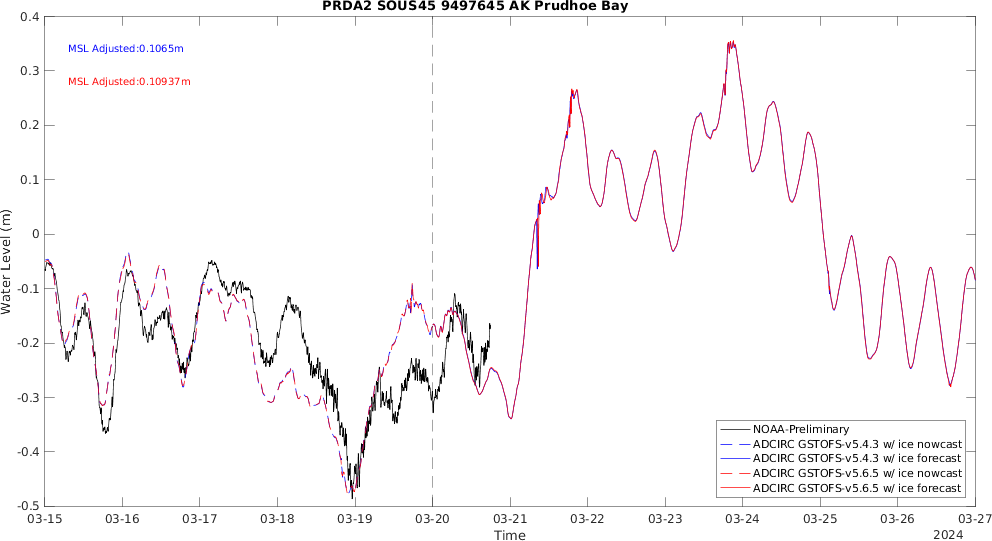 PRDA2 SOUS45 9497645 AK Prudhoe Bay
MSL Adjusted:0.1065m
MSL Adjusted:0.10937m
Water Level (m)
0.4
0.3
0.2
0.1
0
-0.1
-0.2
-0.3
-0.4
-0.5
NOAA-Preliminary
ADCIRC GSTOFS-v5.4.3 w/ ice nowcast
ADCIRC GSTOFS-v5.4.3 w/ ice forecast
ADCIRC GSTOFS-v5.6.5 w/ ice nowcast
ADCIRC GSTOFS-v5.6.5 w/ ice forecast
03-15 03-16 03-17 03-18 03-19 03-20 03-21 03-22 03-23 03-24 03-25 03-26 03-27
Time
2024